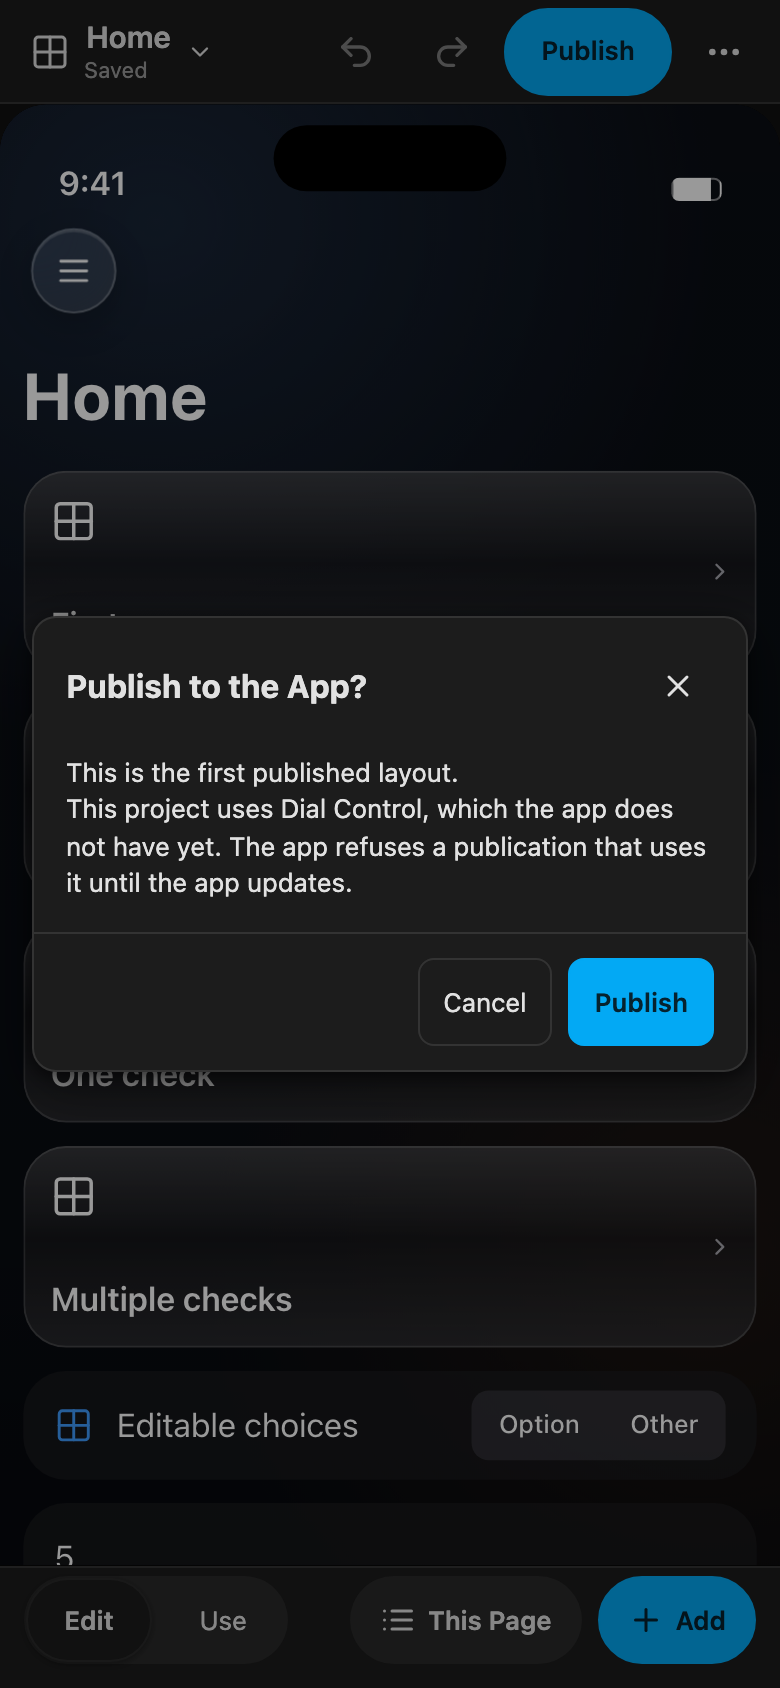 Home
Saved
Publish
9:41
Home
Publish to the App?
This is the first published layout.
This project uses Dial Control, which the app does
not have yet. The app refuses a publication that uses
it until the app updates.
Cancel
Publish
One check
Multiple checks
Editable choices
Option
Other
5
Edit
Use
This Page
Add